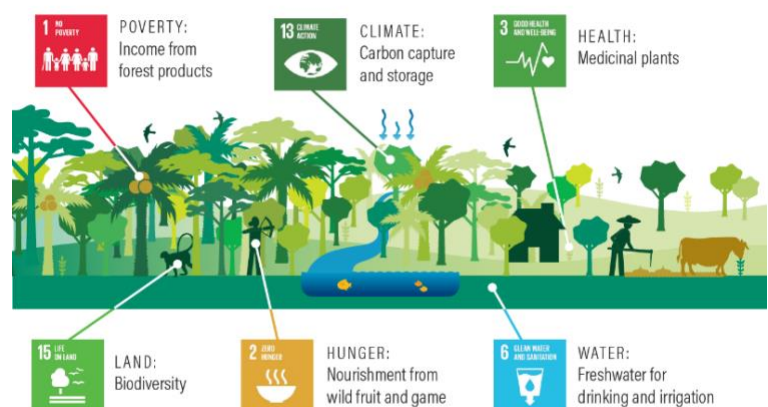 1 NO
POVERTY
POVERTY:
Income from
forest products
13 CLIMATE
ACTION
CLIMATE:
Carbon capture
and storage
3 GOOD HEALTH
AND WELL-BEING
HEALTH:
Medicinal plants
15 LIFE
ON LAND
LAND:
Biodiversity
2 ZERO
HUNGER
HUNGER:
Nourishment from
wild fruit and game
6 CLEAN WATER
AND SANITATION
WATER:
Freshwater for
drinking and irrigation